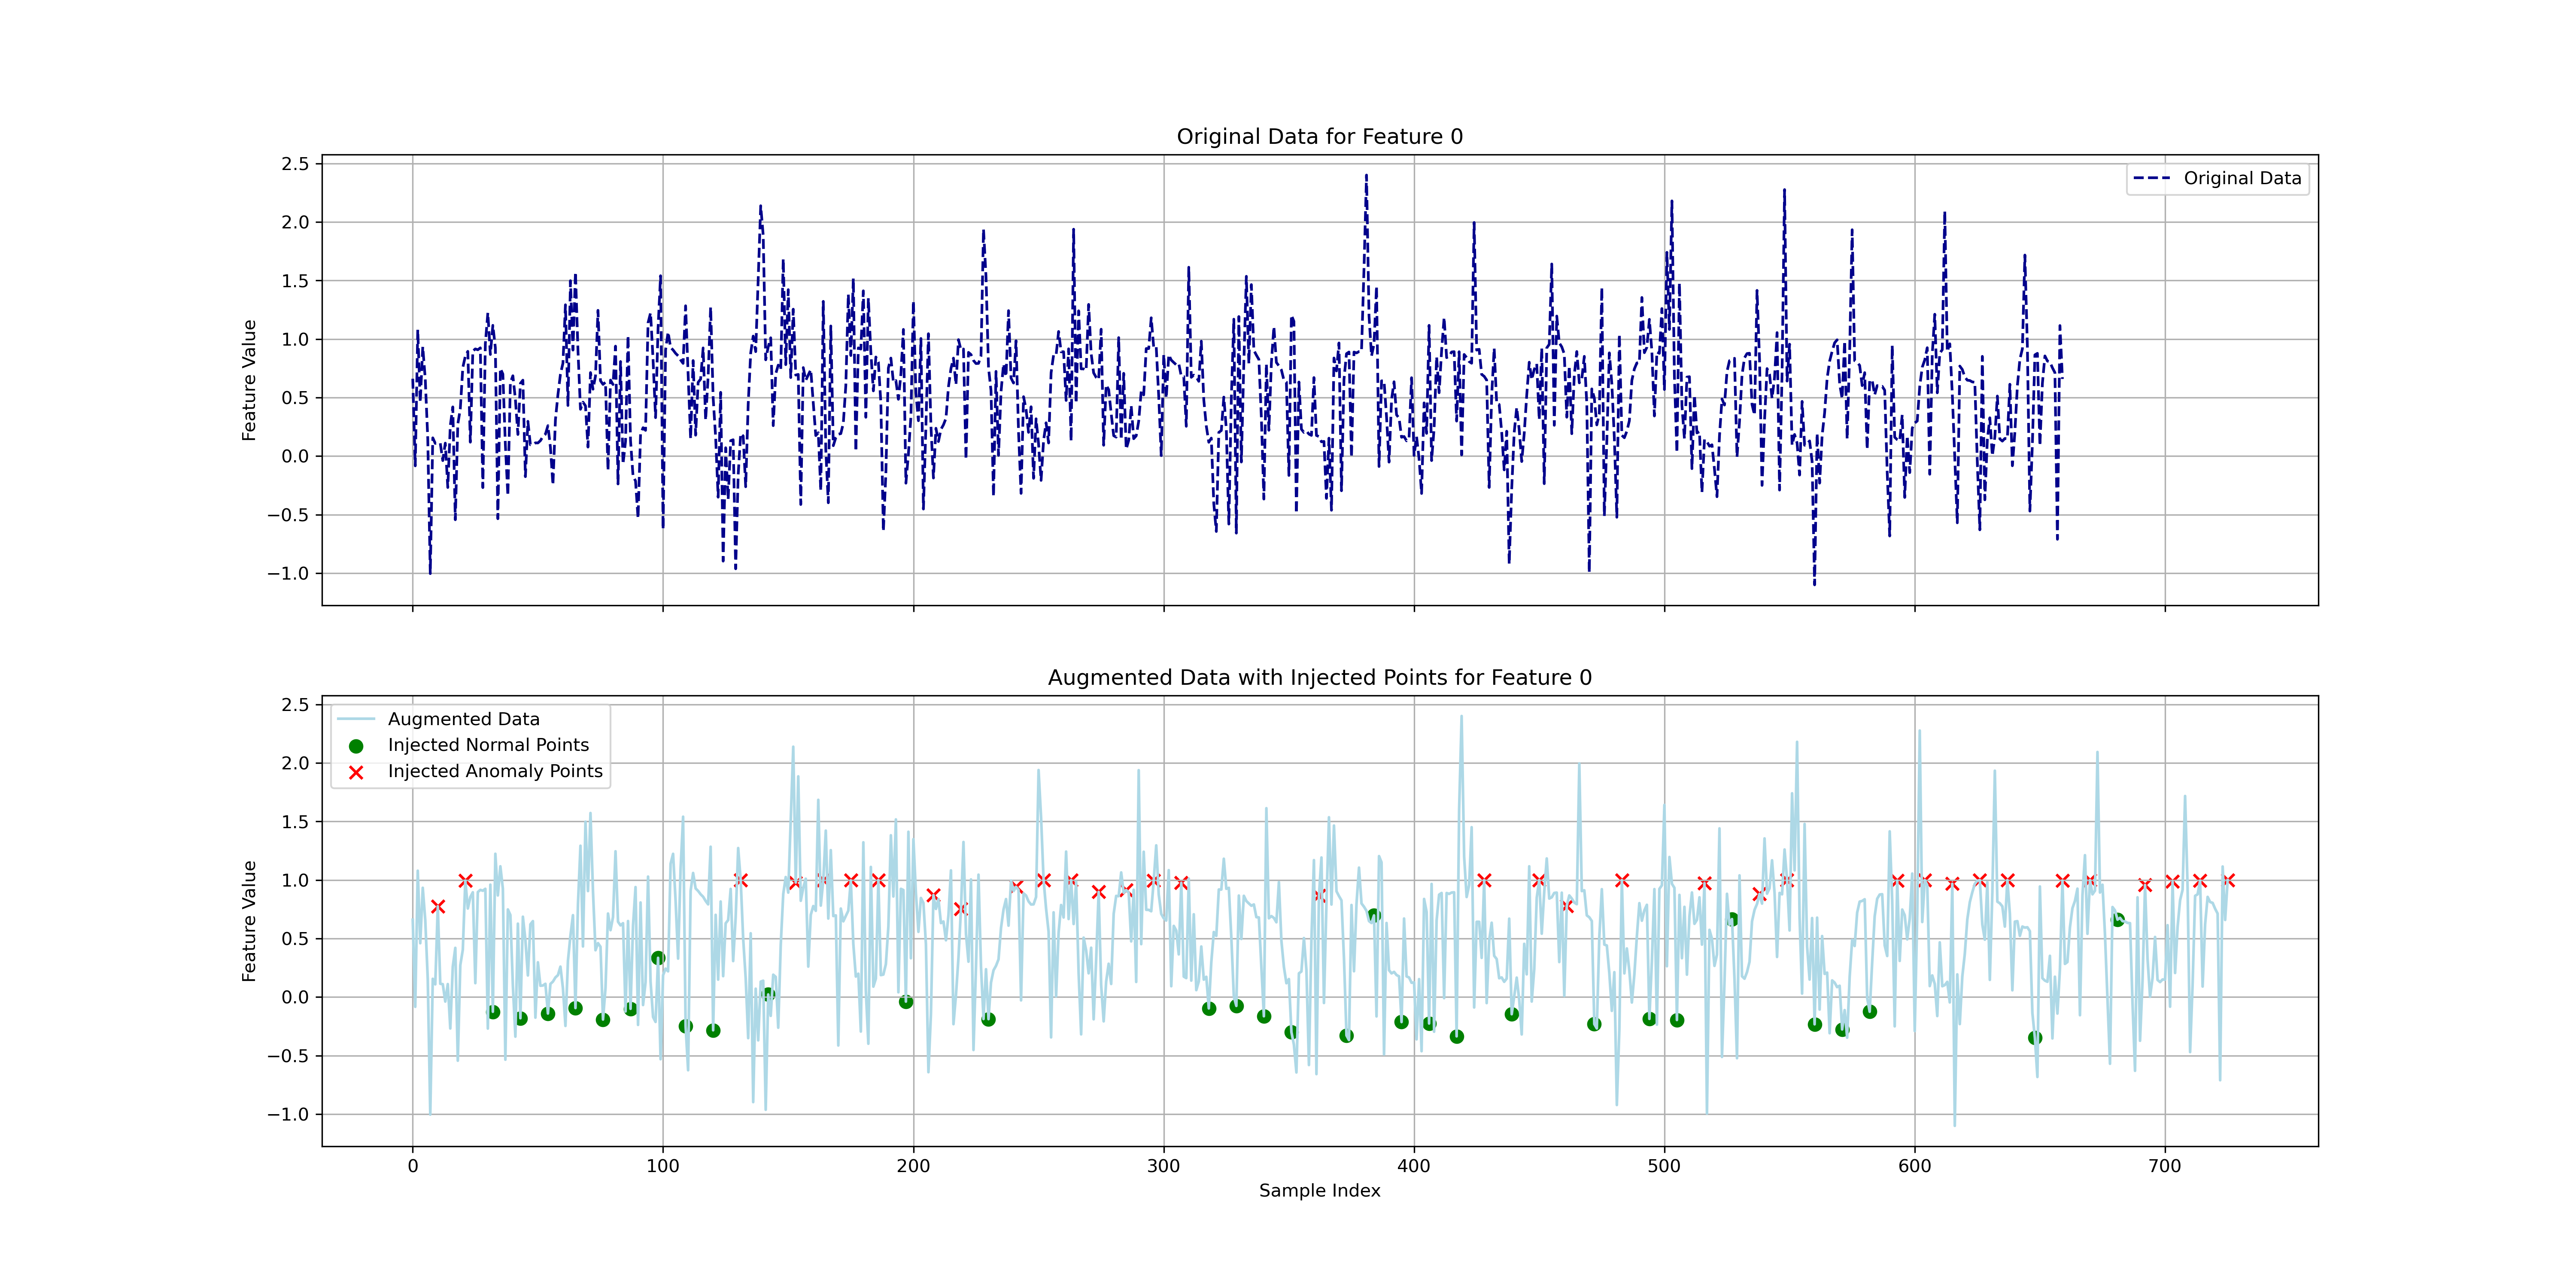 Original Data for Feature 0
2.5
2.0
1.5
1.0
0.5
0.0
−0.5
−1.0
Feature Value
Original Data
Augmented Data with Injected Points for Feature 0
2.5
2.0
1.5
1.0
0.5
0.0
−0.5
−1.0
Feature Value
Augmented Data
Injected Normal Points
Injected Anomaly Points
0 100 200 300 400 500 600 700
Sample Index